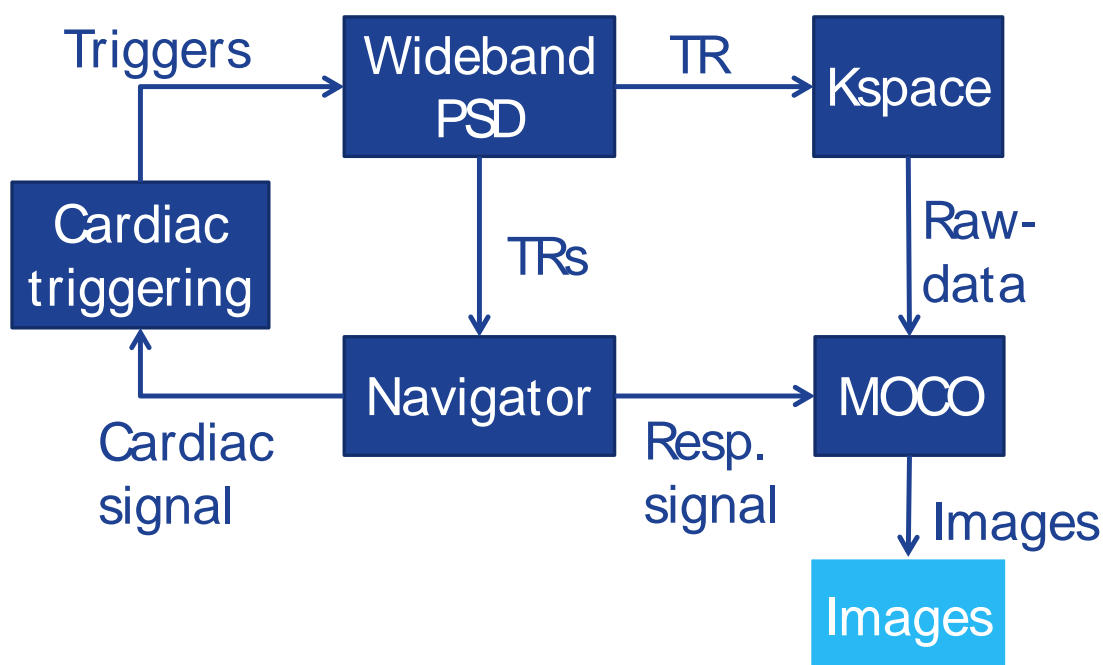 Triggers
Wideband
PSD
TR
Kspace
Cardiac
triggering
TRs
Raw-
data
Navigator
MOCO
Cardiac
signal
Resp.
signal
Images
Images